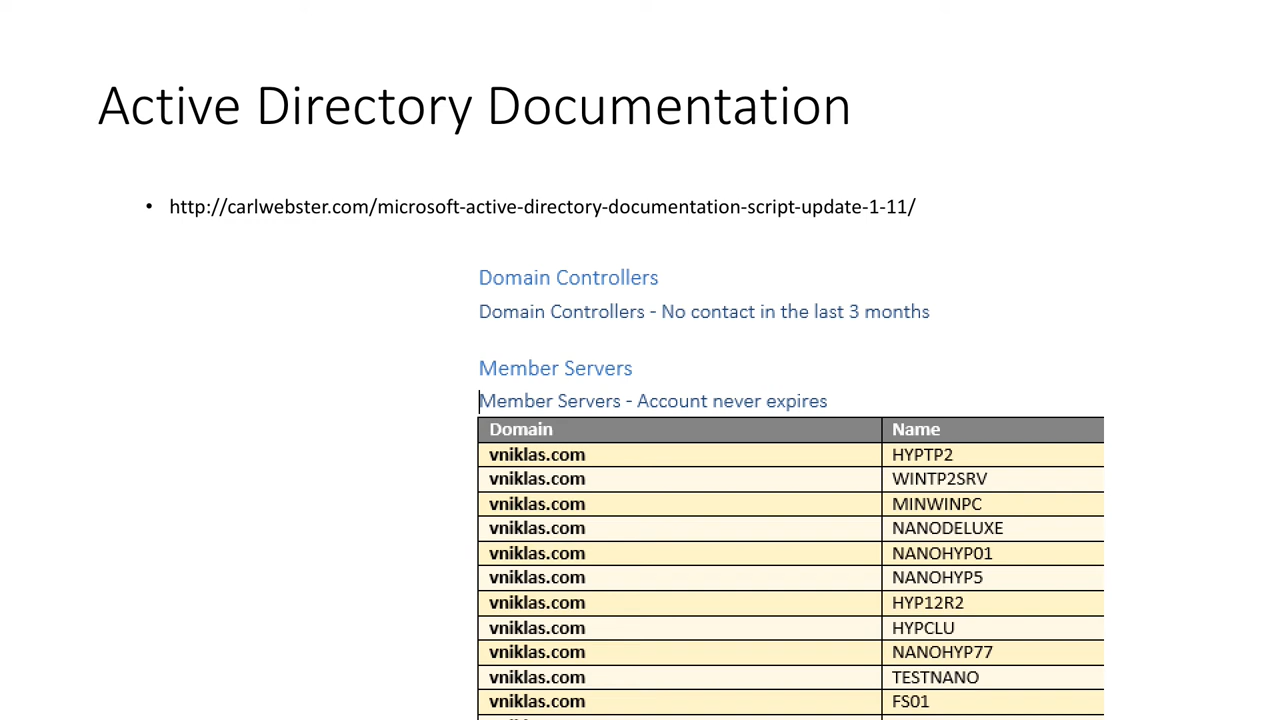 Active Directory Documentation
• http://carlwebster.com/microsoft-active-directory-documentation-script-update-1-11/
Domain Controllers
Domain Controllers - No contact in the last 3 months
Member Servers
Member Servers - Account never expires
Domain Name
vniklas.com HYPTP2
vniklas.com WINTP2SRV
vniklas.com MINWINPC
vniklas.com NANODELUXE
vniklas.com NANOHYP01
vniklas.com NANOHYP5
vniklas.com HYP12R2
vniklas.com HYPCLU
vniklas.com NANOHYP77
vniklas.com TESTNANO
vniklas.com FS01